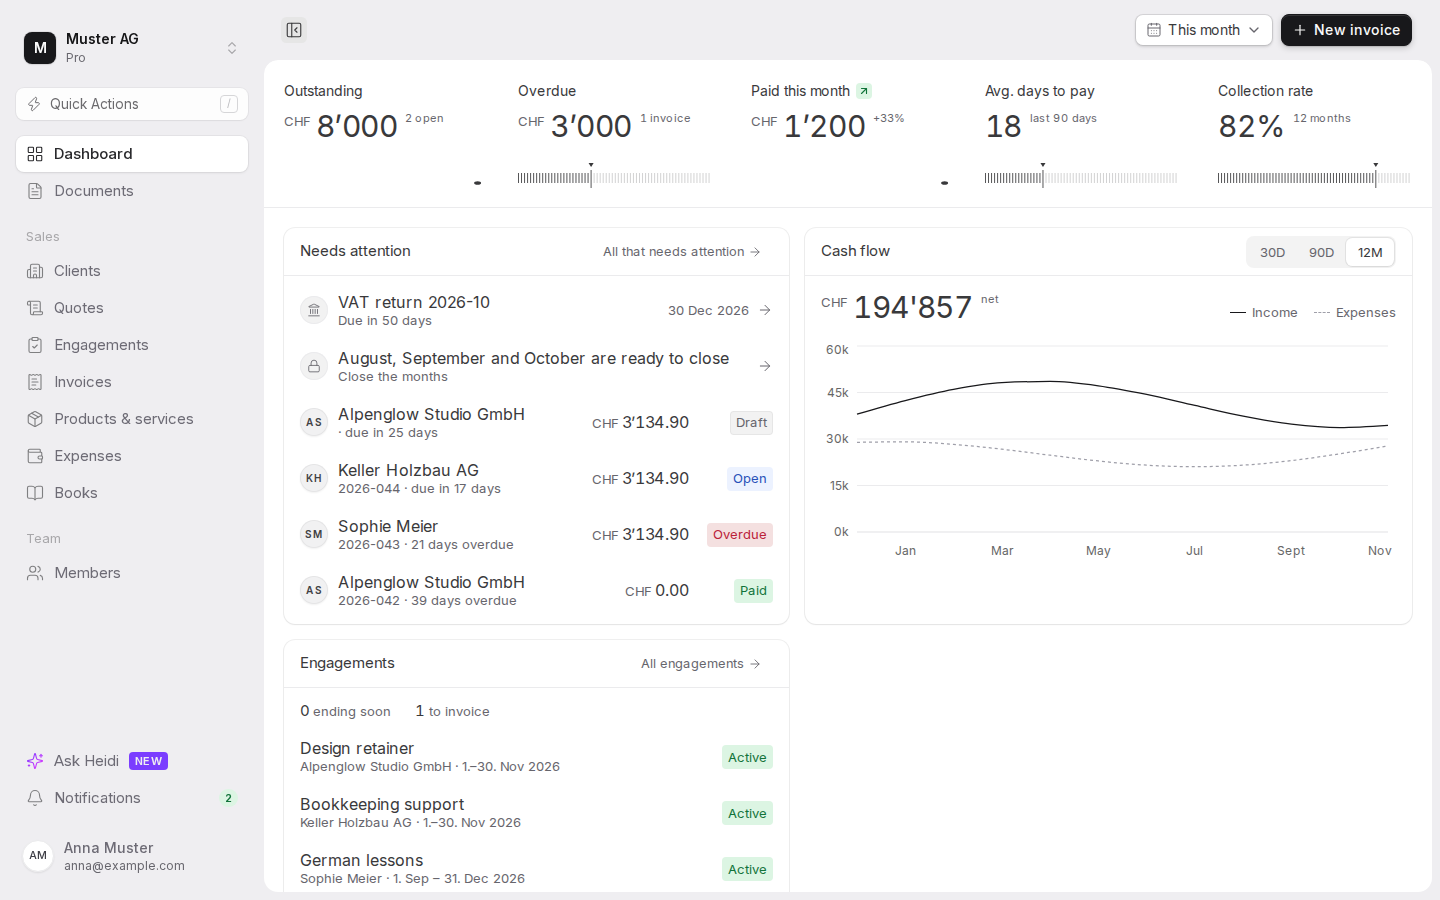 M
Muster AG
Pro
Quick Actions
/
Dashboard
Documents
Sales
Clients
Quotes
Engagements
Invoices
Products & services
Expenses
Books
Team
Members
Ask Heidi NEW
Notifications 2
AM
Anna Muster
anna@example.com
This month
New invoice
Outstanding
CHF 8’000 2 open
Overdue
CHF 3’000 1 invoice
Paid this month
CHF 1’200 +33%
Avg. days to pay
18 last 90 days
Collection rate
82% 12 months
Needs attention
All that needs attention
VAT return 2026-10
Due in 50 days
30 Dec 2026
August, September and October are ready to close
Close the months
AS
Alpenglow Studio GmbH
· due in 25 days
CHF 3’134.90
Draft
KH
Keller Holzbau AG
2026-044 · due in 17 days
CHF 3’134.90
Open
SM
Sophie Meier
2026-043 · 21 days overdue
CHF 3’134.90
Overdue
AS
Alpenglow Studio GmbH
2026-042 · 39 days overdue
CHF 0.00
Paid
Cash flow
30D 90D 12M
CHF 194'857 net
Income Expenses
60k
45k
30k
15k
0k
Jan Mar May Jul Sept Nov
Engagements
All engagements
0 ending soon 1 to invoice
Design retainer
Alpenglow Studio GmbH · 1.–30. Nov 2026
Active
Bookkeeping support
Keller Holzbau AG · 1.–30. Nov 2026
Active
German lessons
Sophie Meier · 1. Sep – 31. Dec 2026
Active